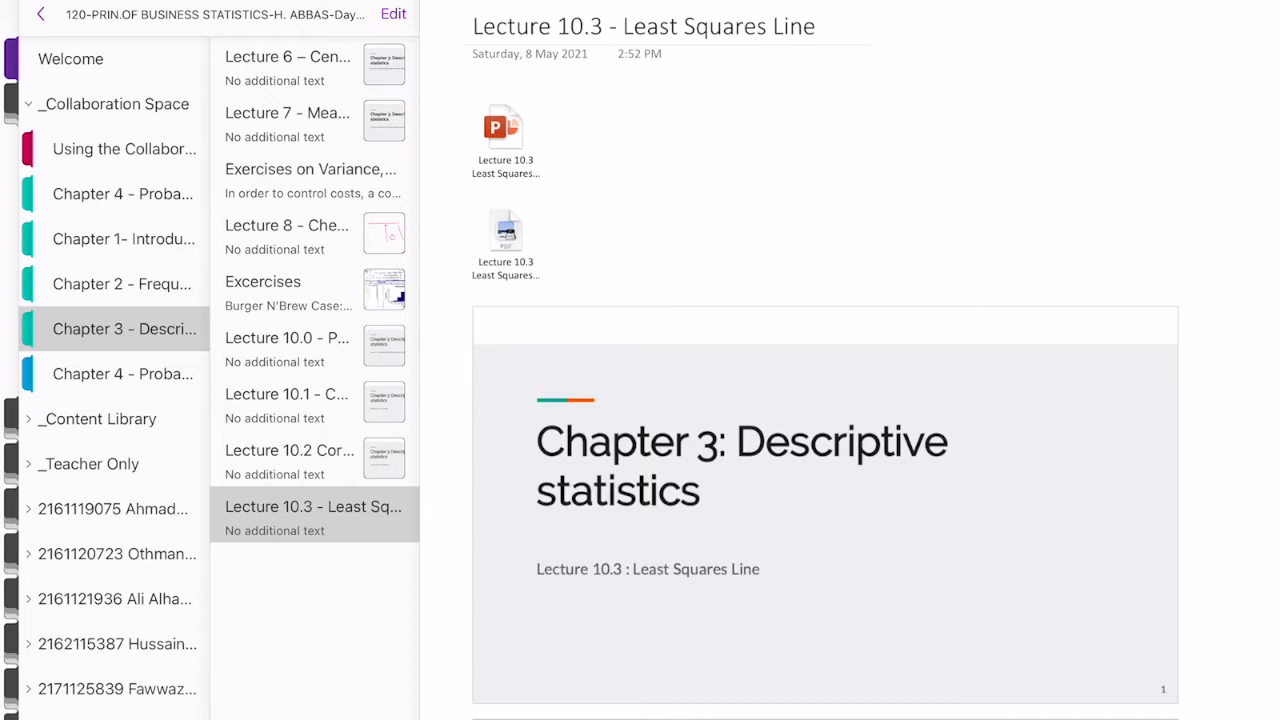 120-PRIN.OF BUSINESS STATISTICS-H. ABBAS-Day...
Edit
Welcome
_Collaboration Space
Using the Collabor...
Chapter 4 - Proba...
Chapter 1- Introdu...
Chapter 2 - Frequ...
Chapter 3 - Descri...
Chapter 4 - Proba...
_Content Library
_Teacher Only
2161119075 Ahmad...
2161120723 Othman...
2161121936 Ali Alha...
2162115387 Hussain...
2171125839 Fawwaz...
Lecture 6 – Cen...
No additional text
Lecture 7 - Mea...
No additional text
Exercises on Variance,...
In order to control costs, a co...
Lecture 8 - Che...
No additional text
Excercises
Burger N'Brew Case:...
Lecture 10.0 - P...
No additional text
Lecture 10.1 - C...
No additional text
Lecture 10.2 Cor...
No additional text
Lecture 10.3 - Least Sq...
No additional text
Lecture 10.3 - Least Squares Line
Saturday, 8 May 2021 2:52 PM
P
Lecture 10.3
Least Squares...
PDF
Lecture 10.3
Least Squares...
Chapter 3: Descriptive
statistics
Lecture 10.3 : Least Squares Line
1